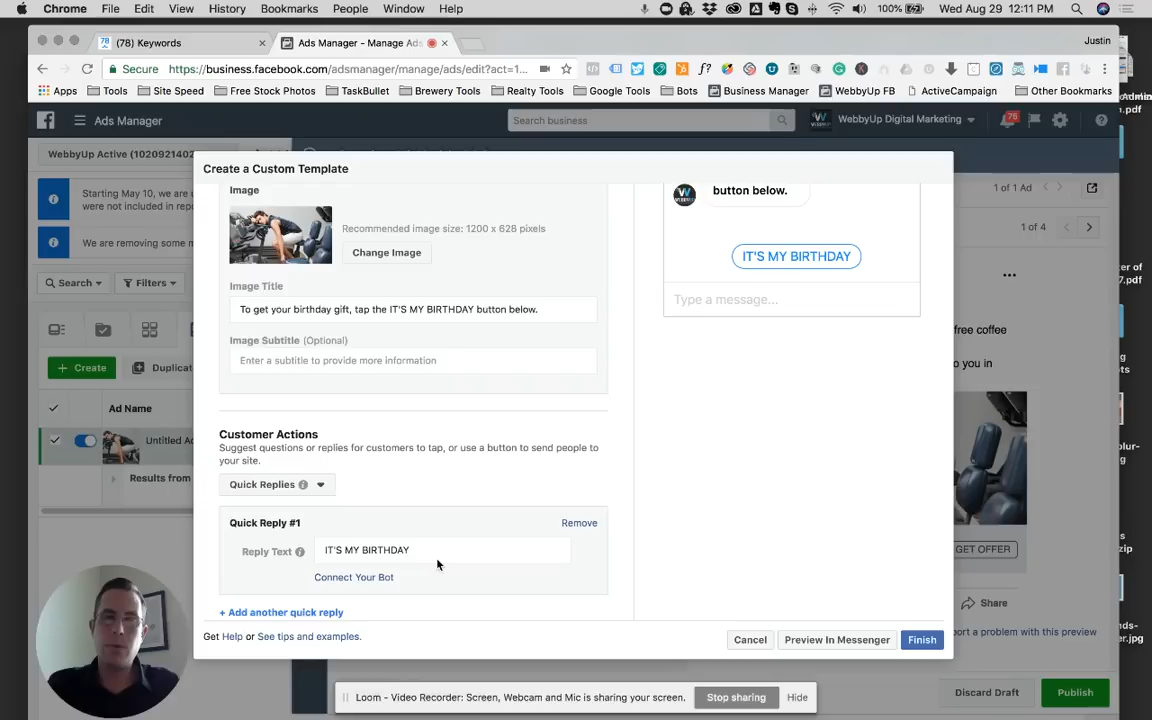 Chrome File Edit View History Bookmarks People Window Help 100% Wed Aug 29 12:11 PM
(78) Keywords
Ads Manager - Manage Ads
Justin
Secure https://business.facebook.com/adsmanager/manage/ads/edit?act=1...
Apps Tools Site Speed Free Stock Photos TaskBullet Brewery Tools Realty Tools Google Tools Bots Business Manager WebbyUp FB ActiveCampaign Other Bookmarks
Ads Manager
Search business
WebbyUp Digital Marketing
76
WebbyUp Active (1020921402
Create a Custom Template
Starting May 10, we are u
were not included in repo
We are removing some m
1 of 1 Ad
1 of 4
Search
Filters
+ Create
Duplicat
Ad Name
Untitled Ad
Results from
Image
Recommended image size: 1200 x 628 pixels
Change Image
Image Title
To get your birthday gift, tap the IT'S MY BIRTHDAY button below.
Image Subtitle (Optional)
Enter a subtitle to provide more information
Customer Actions
Suggest questions or replies for customers to tap, or use a button to send people to
your site.
Quick Replies
Quick Reply #1
Remove
Reply Text
IT'S MY BIRTHDAY
Connect Your Bot
+ Add another quick reply
button below.
IT'S MY BIRTHDAY
Type a message...
free coffee
o you in
GET OFFER
Share
ort a problem with this preview
Get Help or See tips and examples.
Cancel
Preview In Messenger
Finish
Discard Draft
Publish
Loom - Video Recorder: Screen, Webcam and Mic is sharing your screen.
Stop sharing
Hide